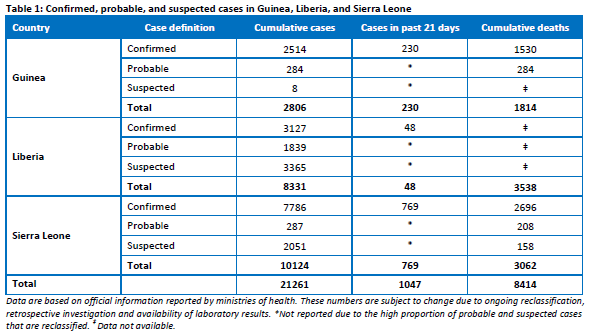 Table 1: Confirmed, probable, and suspected cases in Guinea, Liberia, and Sierra Leone
Country Case definition Cumulative cases Cases in past 21 days Cumulative deaths
Guinea
Confirmed 2514 230 1530
Probable 284 * 284
Suspected 8 * ‡
Total 2806 230 1814
Liberia
Confirmed 3127 48 ‡
Probable 1839 * ‡
Suspected 3365 * ‡
Total 8331 48 3538
Sierra Leone
Confirmed 7786 769 2696
Probable 287 * 208
Suspected 2051 * 158
Total 10124 769 3062
Total 21261 1047 8414
Data are based on official information reported by ministries of health. These numbers are subject to change due to ongoing reclassification,
retrospective investigation and availability of laboratory results. *Not reported due to the high proportion of probable and suspected cases
that are reclassified. ‡ Data not available.